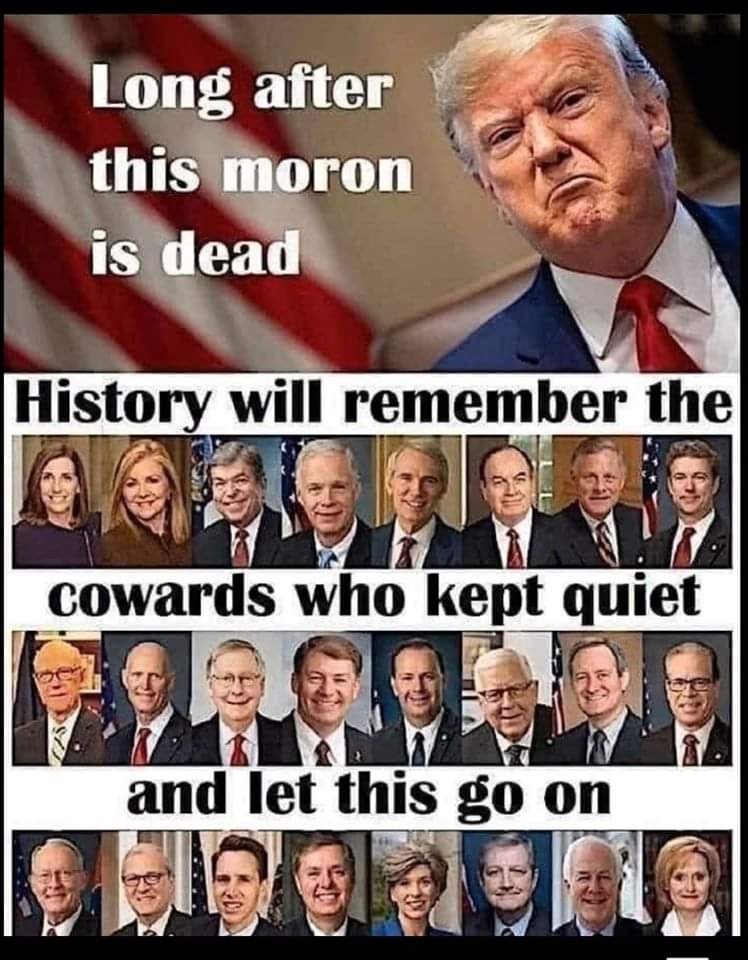 Long after
this moron
is dead
History will remember the
cowards who kept quiet
and let this go on